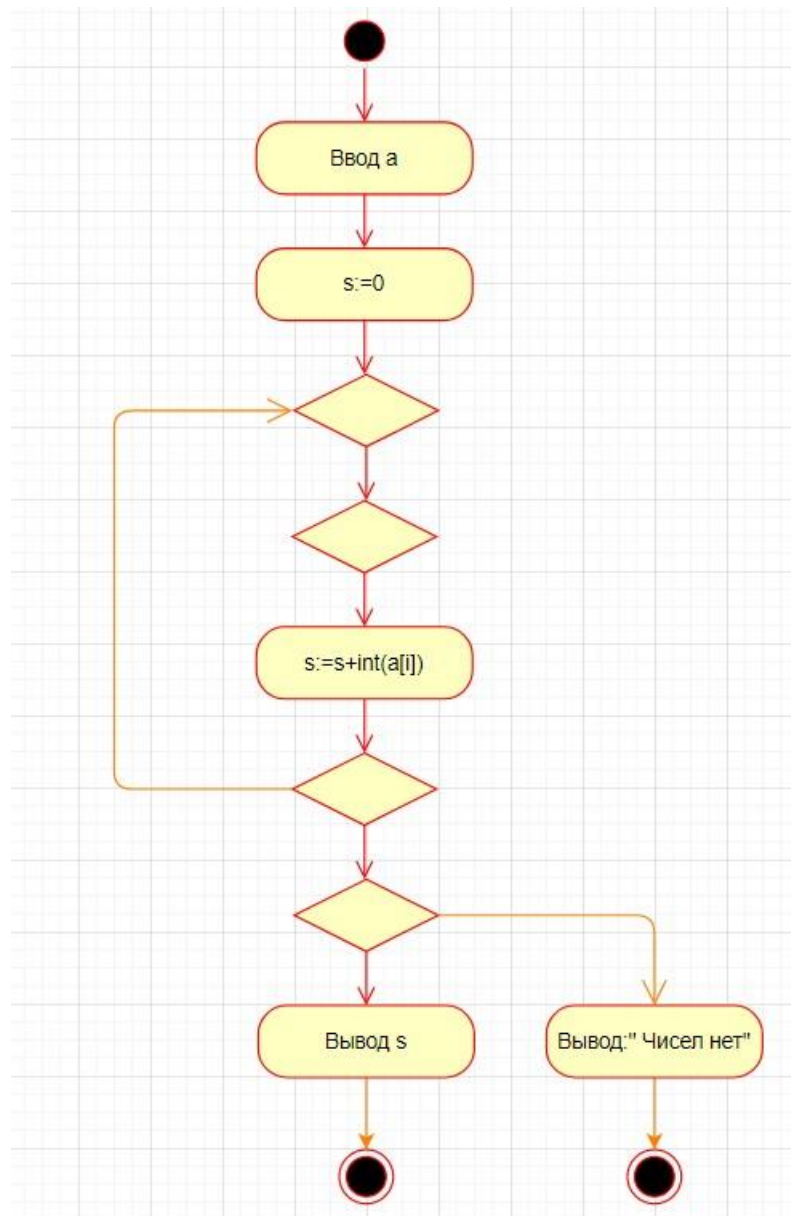 Ввод a
s:=0
s:=s+int(a[i])
Вывод s
Вывод:" Чисел нет"